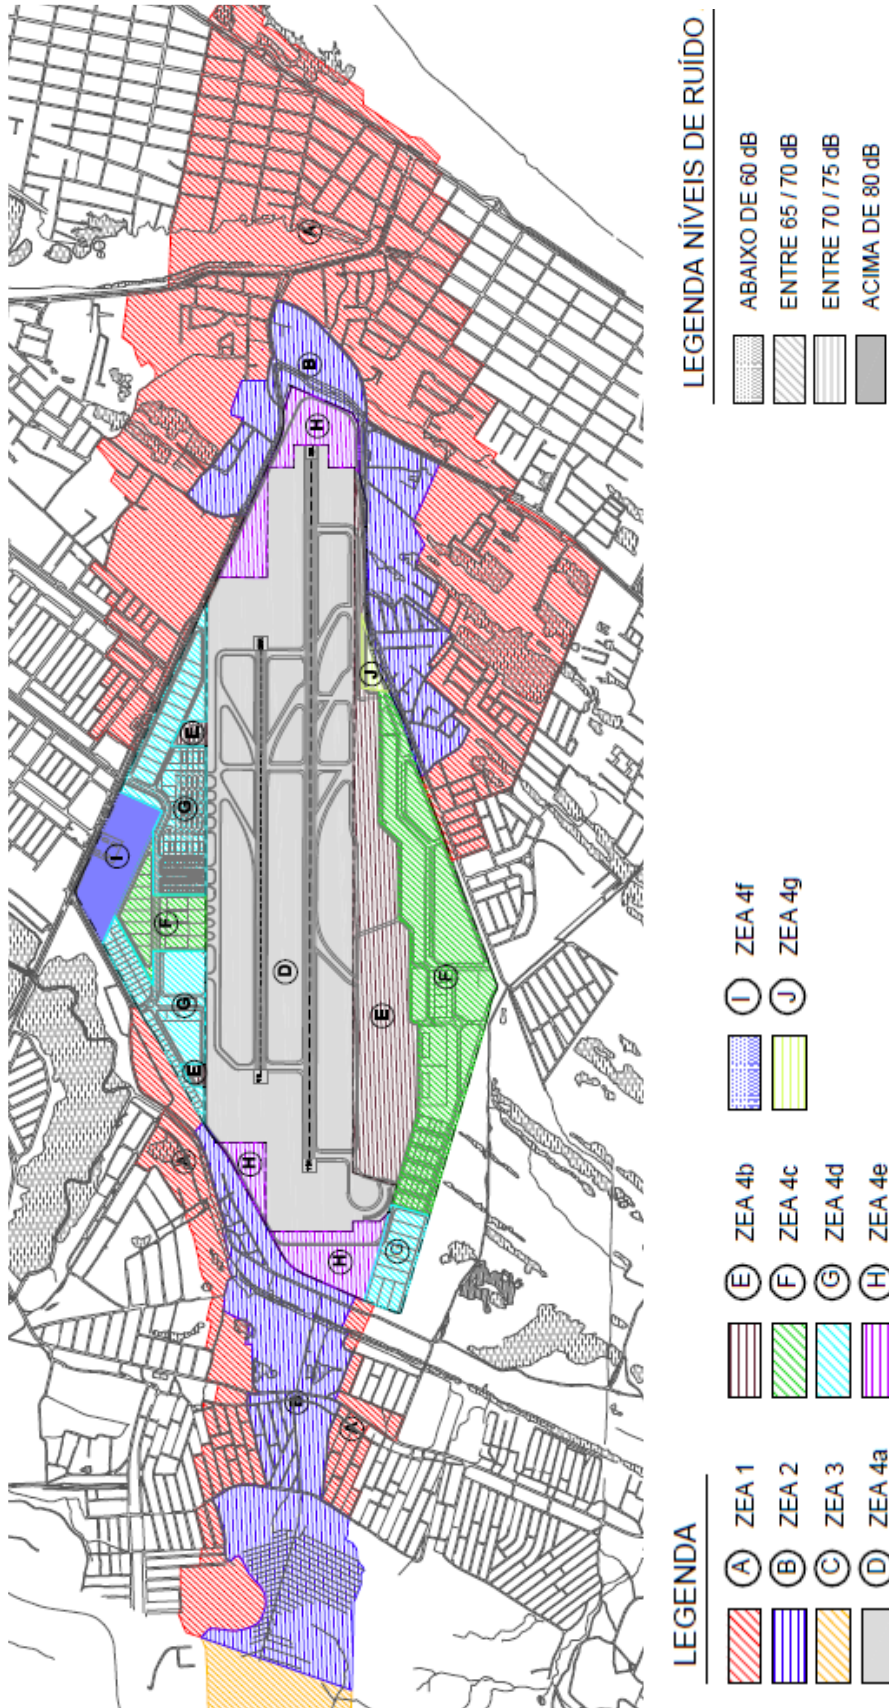 A
B
H
J
E
G
I
F
G
D
E
F
E
H
A
H
G
B
A
LEGENDA NÍVEIS DE RUÍDO
ABAIXO DE 60 dB
ENTRE 65 / 70 dB
ENTRE 70 / 75 dB
ACIMA DE 80 dB
LEGENDA
A ZEA 1
B ZEA 2
C ZEA 3
D ZEA 4a
E ZEA 4b
F ZEA 4c
G ZEA 4d
H ZEA 4e
I ZEA 4f
J ZEA 4g